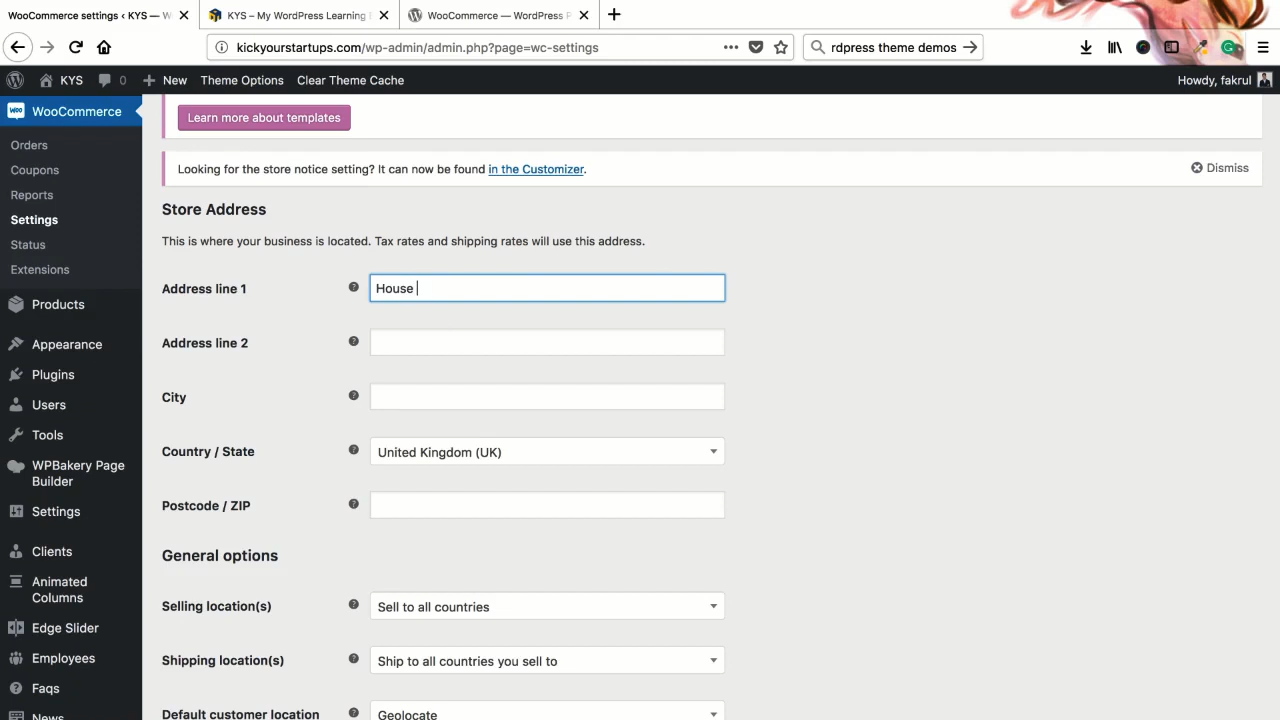 WooCommerce settings ‹ KYS — W
KYS – My WordPress Learning
WooCommerce — WordPress P
kickyourstartups.com/wp-admin/admin.php?page=wc-settings
rdpress theme demos
KYS
0
New
Theme Options
Clear Theme Cache
Howdy, fakrul
WooCommerce
Orders
Coupons
Reports
Settings
Status
Extensions
Products
Appearance
Plugins
Users
Tools
WPBakery Page
Builder
Settings
Clients
Animated
Columns
Edge Slider
Employees
Faqs
News
Learn more about templates
Looking for the store notice setting? It can now be found in the Customizer.
Dismiss
Store Address
This is where your business is located. Tax rates and shipping rates will use this address.
Address line 1
House
Address line 2
City
Country / State
United Kingdom (UK)
Postcode / ZIP
General options
Selling location(s)
Sell to all countries
Shipping location(s)
Ship to all countries you sell to
Default customer location
Geolocate